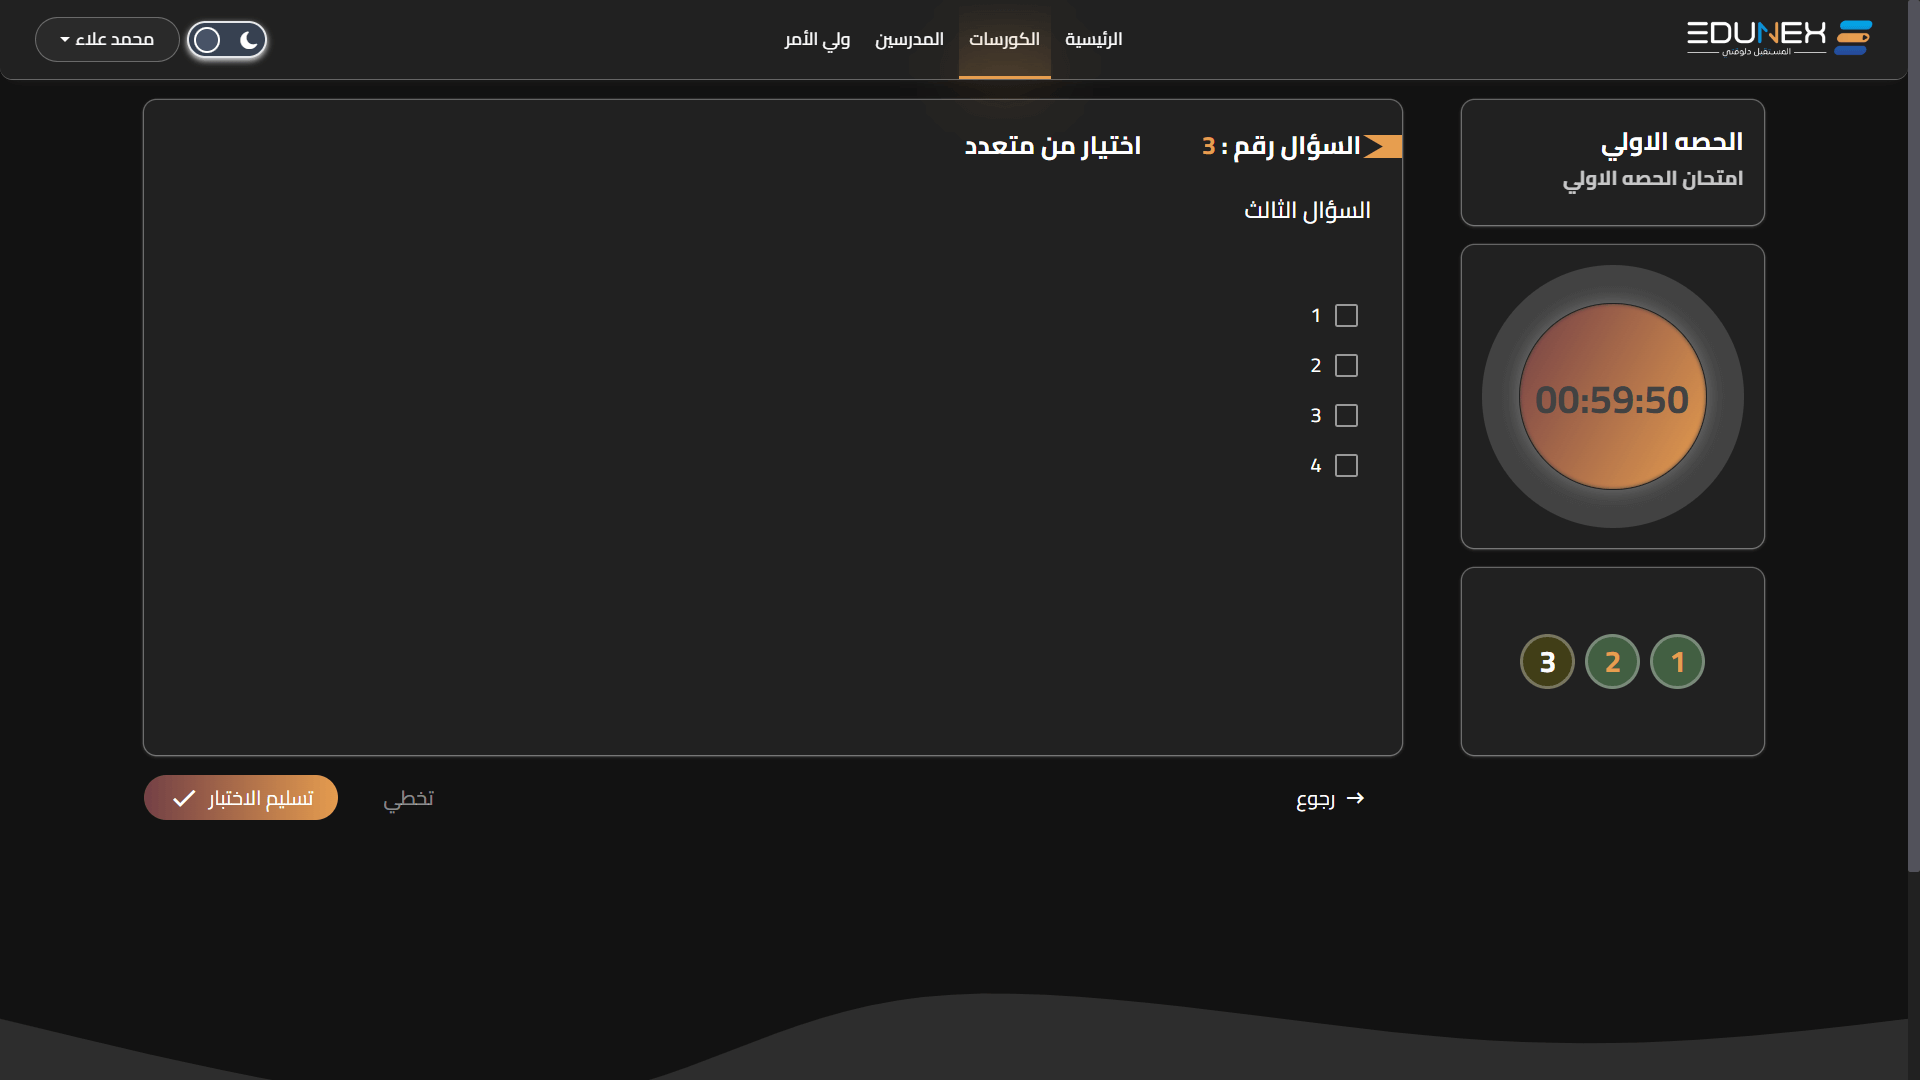 EDUNEX
المستقبل دلوقتي
الرئيسية
الكورسات
المدرسين
ولي الأمر
محمد علاء
الحصه الاولي
امتحان الحصه الاولي
00:59:50
1
2
3
السؤال رقم : 3
اختيار من متعدد
السؤال الثالث
1
2
3
4
رجوع
تخطي
تسليم الاختبار